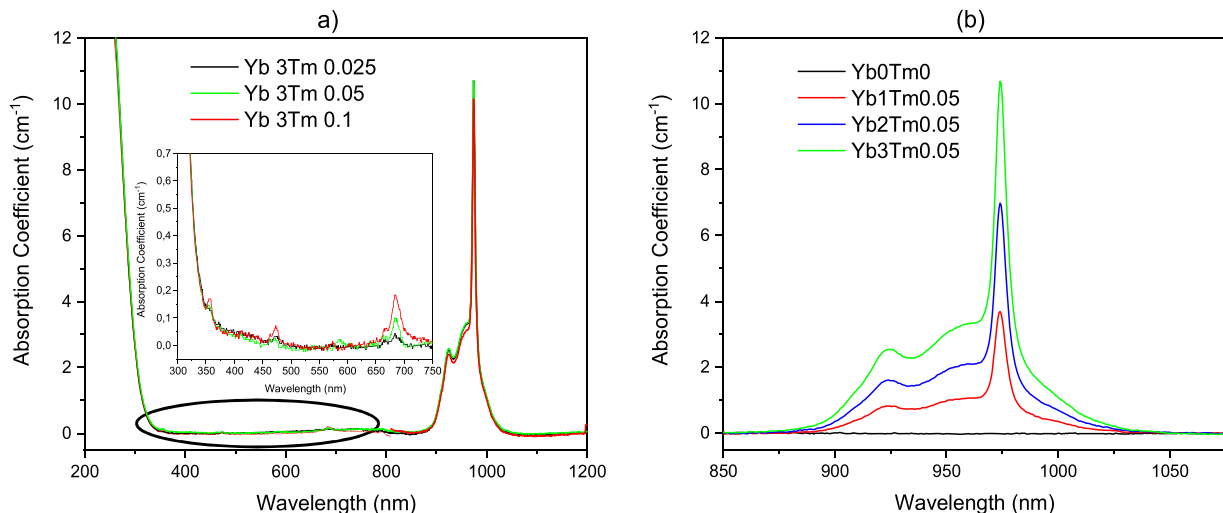 a)
Absorption Coefficient (cm-1)
12
10
8
6
4
2
0
Yb 3Tm 0.025
Yb 3Tm 0.05
Yb 3Tm 0.1
Absorption Coefficient (cm-1)
0,7
0,6
0,5
0,4
0,3
0,2
0,1
0,0
300 350 400 450 500 550 600 650 700 750
Wavelength (nm)
200 400 600 800 1000 1200
Wavelength (nm)
(b)
Absorption Coefficient (cm-1)
12
10
8
6
4
2
0
Yb0Tm0
Yb1Tm0.05
Yb2Tm0.05
Yb3Tm0.05
850 900 950 1000 1050
Wavelength (nm)